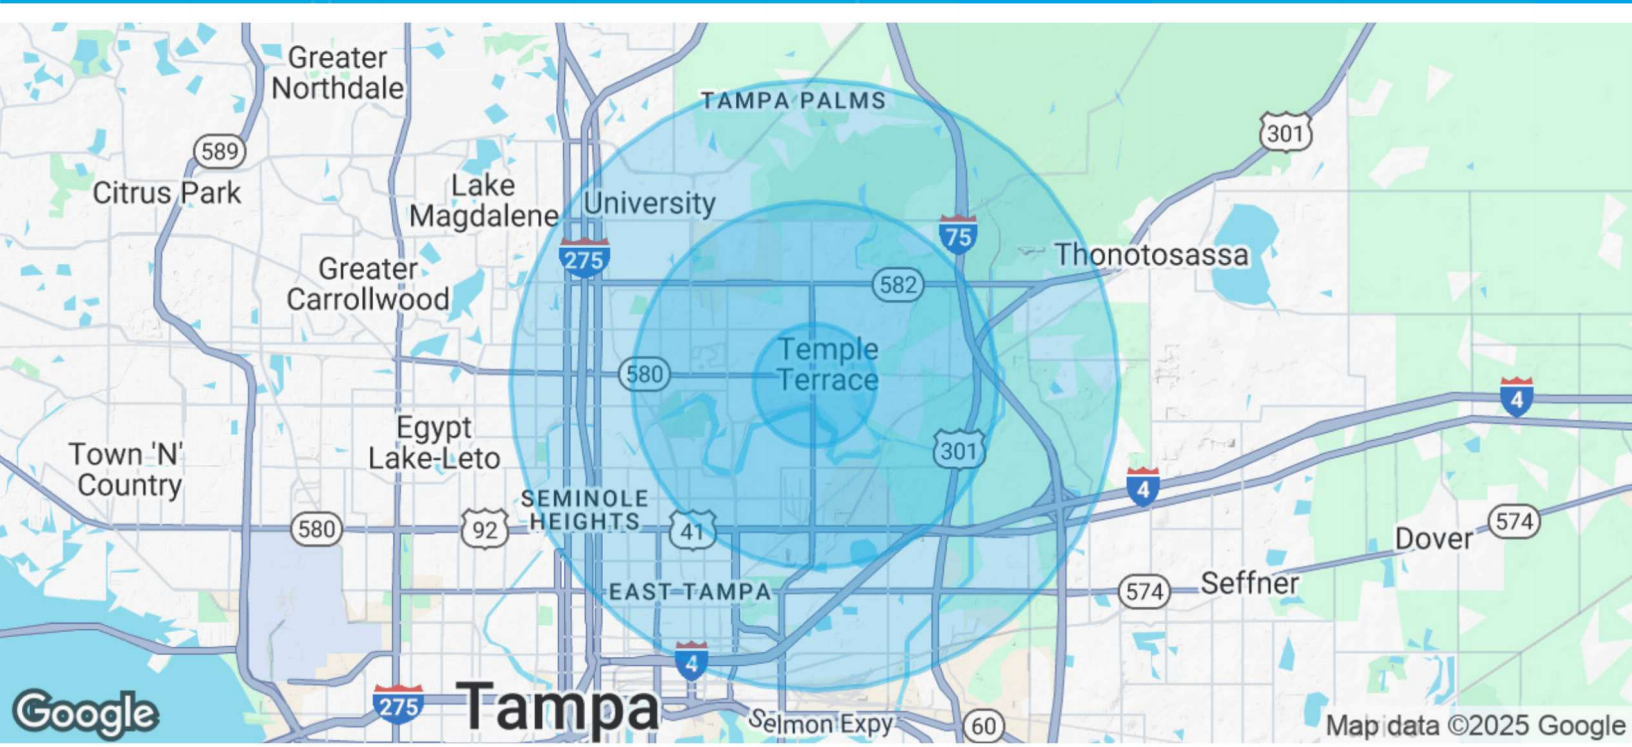 Greater
Northdale
TAMPA PALMS
301
589
Citrus Park
Lake
Magdalene
University
75
275
Thonotosassa
Greater
Carrollwood
582
Temple
Terrace
580
4
Egypt
Lake-Leto
301
Town 'N'
Country
4
SEMINOLE
HEIGHTS
580
92
41
574
Dover
EAST TAMPA
574
Seffner
4
275
Tampa
Selmon Expy
60
Google
Map data ©2025 Google